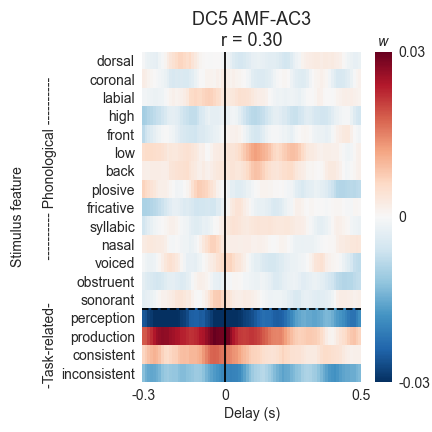 DC5 AMF-AC3
r = 0.30
w
dorsal
coronal
labial
high
front
low
back
plosive
fricative
syllabic
nasal
voiced
obstruent
sonorant
perception
production
consistent
inconsistent
Stimulus feature
-Task-related- ---------- Phonological ----------
0.03
0
-0.03
-0.3 0 0.5
Delay (s)